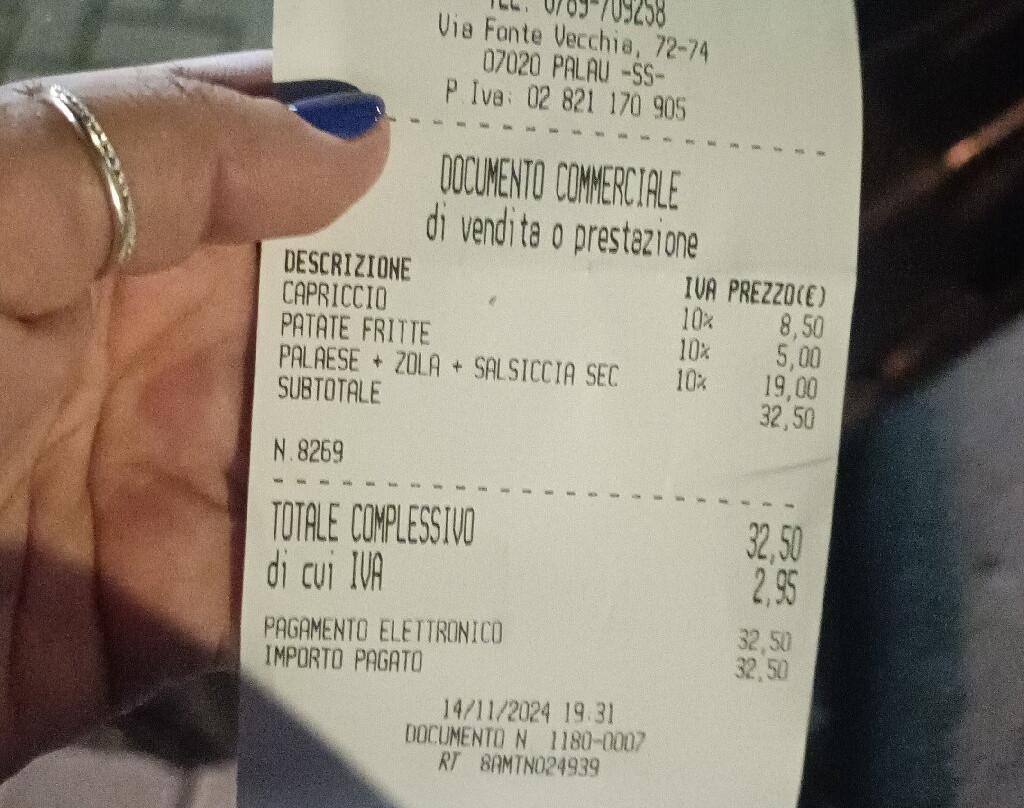 TEL. 0789-709258
Via Fonte Vecchia, 72-74
07020 PALAU -SS-
P Iva: 02 821 170 905
DOCUMENTO COMMERCIALE
di vendita o prestazione
DESCRIZIONE IVA PREZZO(€)
CAPRICCIO 10% 8,50
PATATE FRITTE 10% 5,00
PALAESE + ZOLA + SALSICCIA SEC 10% 19,00
SUBTOTALE 32,50
N.8269
TOTALE COMPLESSIVO 32,50
di cui IVA 2,95
PAGAMENTO ELETTRONICO 32,50
IMPORTO PAGATO 32,50
14/11/2024 19:31
DOCUMENTO N 1180-0007
RT 8AMTN024939